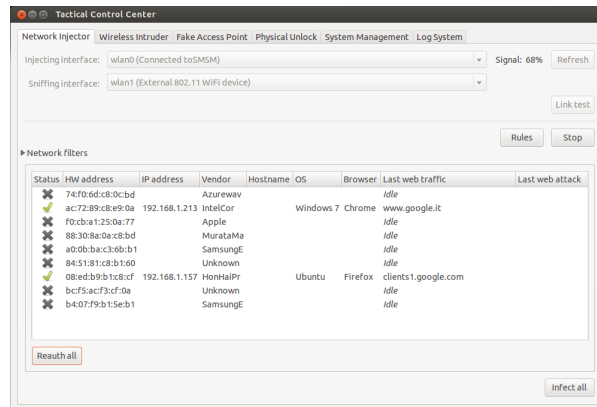 Tactical Control Center
Network Injector Wireless Intruder Fake Access Point Physical Unlock System Management Log System
Injecting interface: wlan0 (Connected toSMSM) Signal: 68% Refresh
Sniffing interface: wlan1 (External 802.11 WiFi device)
Link test
Rules Stop
Network filters
Status HW address IP address Vendor Hostname OS Browser Last web traffic Last web attack
74:f0:6d:c8:0c:bd Azurewav Idle
ac:72:89:c8:e9:0a 192.168.1.213 IntelCor Windows 7 Chrome www.google.it
f0:cb:a1:25:0a:77 Apple Idle
88:30:8a:0a:c8:bd MurataMa Idle
a0:0b:ba:c3:6b:b1 SamsungE Idle
84:51:81:c8:b1:60 Unknown Idle
08:ed:b9:b1:c8:cf 192.168.1.157 HonHaiPr Ubuntu Firefox clients1.google.com
bc:f5:ac:f3:cf:0a Unknown Idle
b4:07:f9:b1:5e:b1 SamsungE Idle
Reauth all
Infect all